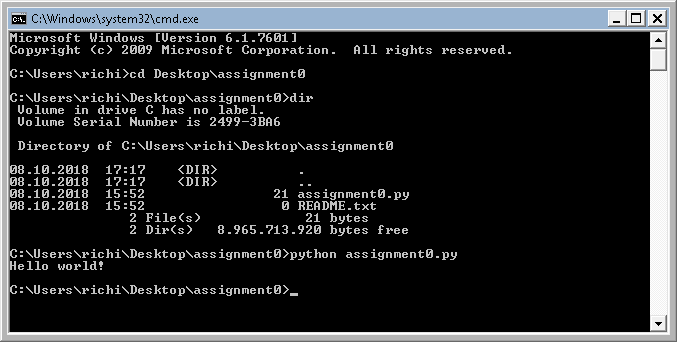 C:\Windows\system32\cmd.exe
Microsoft Windows [Version 6.1.7601]
Copyright (c) 2009 Microsoft Corporation.  All rights reserved.
C:\Users\richi>cd Desktop\assignment0
C:\Users\richi\Desktop\assignment0>dir
 Volume in drive C has no label.
 Volume Serial Number is 2499-3BA6
 Directory of C:\Users\richi\Desktop\assignment0
08.10.2018  17:17    <DIR>          .
08.10.2018  17:17    <DIR>          ..
08.10.2018  15:52                21 assignment0.py
08.10.2018  15:52                 0 README.txt
               2 File(s)             21 bytes
               2 Dir(s)   8.965.713.920 bytes free
C:\Users\richi\Desktop\assignment0>python assignment0.py
Hello world!
C:\Users\richi\Desktop\assignment0>_